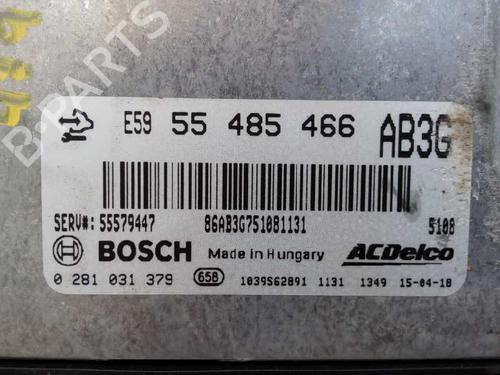 E59 55 485 466 AB3G
SERV#: 55579447 86AB3G751081131 5108
BOSCH Made in Hungary ACDelco
0 281 031 379 658 1039S62891 1131 1349 15-04-18
B-PARTS